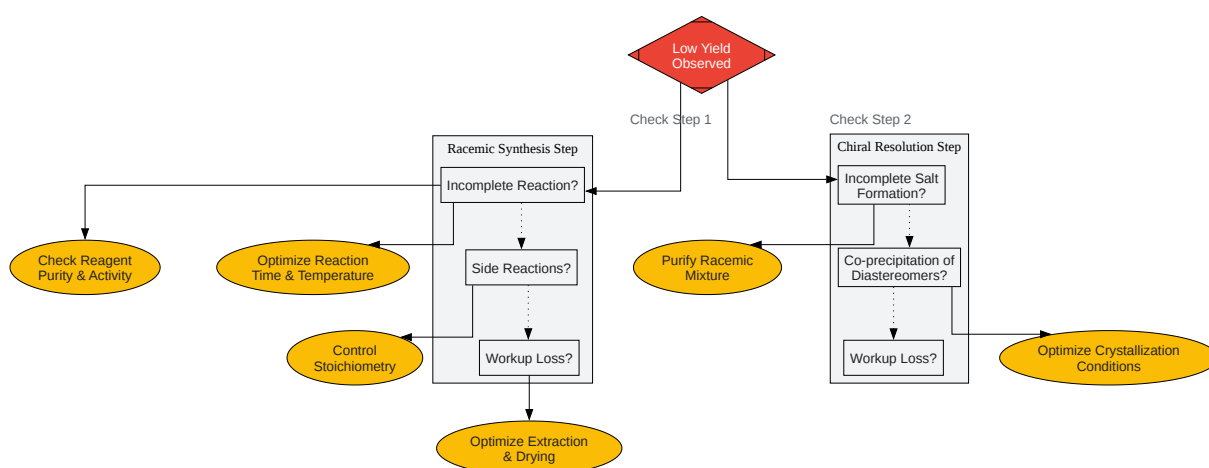 Low Yield
Observed
Check Step 1
Check Step 2
Racemic Synthesis Step
Chiral Resolution Step
Incomplete Reaction?
Incomplete Salt
Formation?
Check Reagent
Purity & Activity
Optimize Reaction
Time & Temperature
Side Reactions?
Purify Racemic
Mixture
Co-precipitation of
Diastereomers?
Control
Stoichiometry
Workup Loss?
Workup Loss?
Optimize Crystallization
Conditions
Optimize Extraction
& Drying